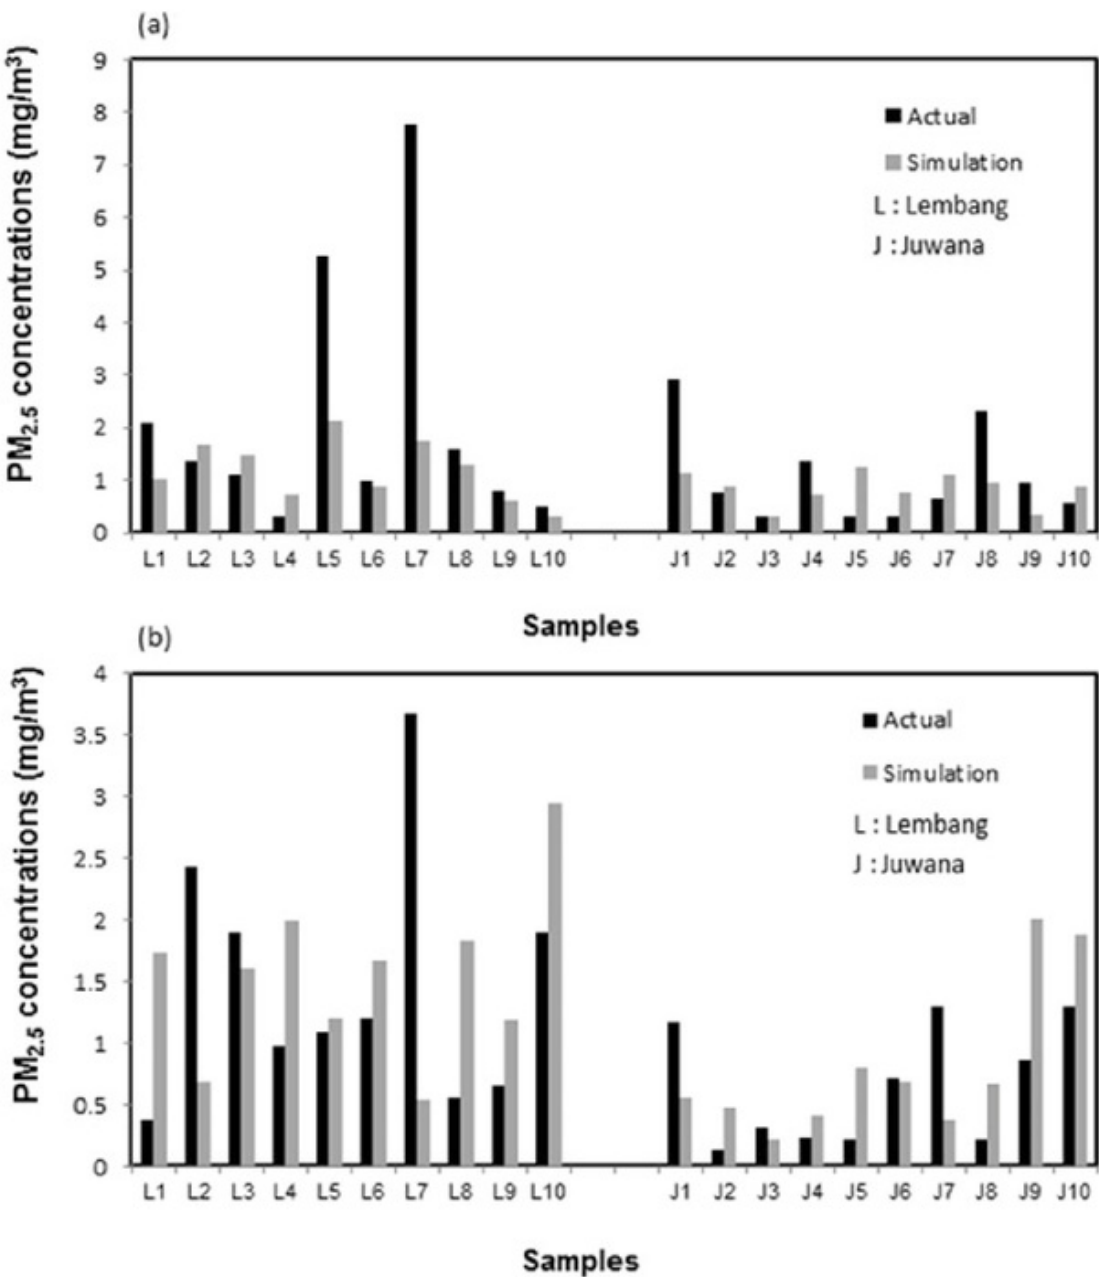 (a)
PM2.5 concentrations (mg/m³)
9
8
7
6
5
4
3
2
1
0
Actual
Simulation
L : Lembang
J : Juwana
L1 L2 L3 L4 L5 L6 L7 L8 L9 L10 J1 J2 J3 J4 J5 J6 J7 J8 J9 J10
Samples
(b)
PM2.5 concentrations (mg/m³)
4
3.5
3
2.5
2
1.5
1
0.5
0
Actual
Simulation
L : Lembang
J : Juwana
L1 L2 L3 L4 L5 L6 L7 L8 L9 L10 J1 J2 J3 J4 J5 J6 J7 J8 J9 J10
Samples